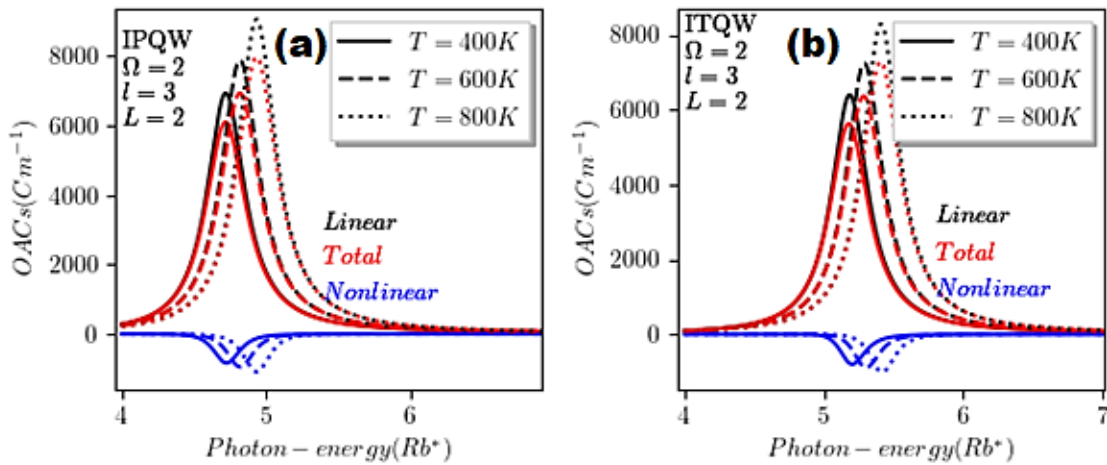 (a)
IPQW
Ω = 2
l = 3
L = 2
T = 400K
T = 600K
T = 800K
Linear
Total
Nonlinear
OACs(Cm⁻¹)
8000
6000
4000
2000
0
4
5
6
Photon − energy(Rb*)
(b)
ITQW
Ω = 2
l = 3
L = 2
T = 400K
T = 600K
T = 800K
Linear
Total
Nonlinear
OACs(Cm⁻¹)
8000
6000
4000
2000
0
4
5
6
7
Photon − energy(Rb*)